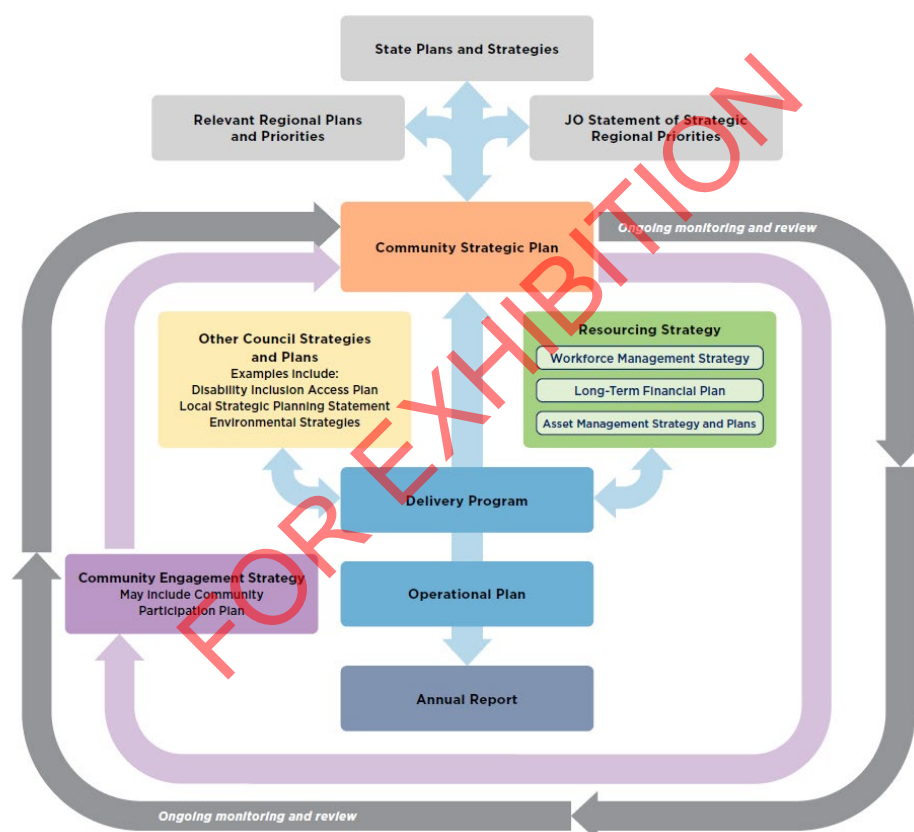 State Plans and Strategies
Relevant Regional Plans
and Priorities
JO Statement of Strategic
Regional Priorities
Community Strategic Plan
Ongoing monitoring and review
Other Council Strategies
and Plans
Examples Include:
Disability Inclusion Access Plan
Local Strategic Planning Statement
Environmental Strategies
Resourcing Strategy
Workforce Management Strategy
Long-Term Financial Plan
Asset Management Strategy and Plans
Delivery Program
Community Engagement Strategy
May Include Community
Participation Plan
Operational Plan
Annual Report
Ongoing monitoring and review
FOR EXHIBITION